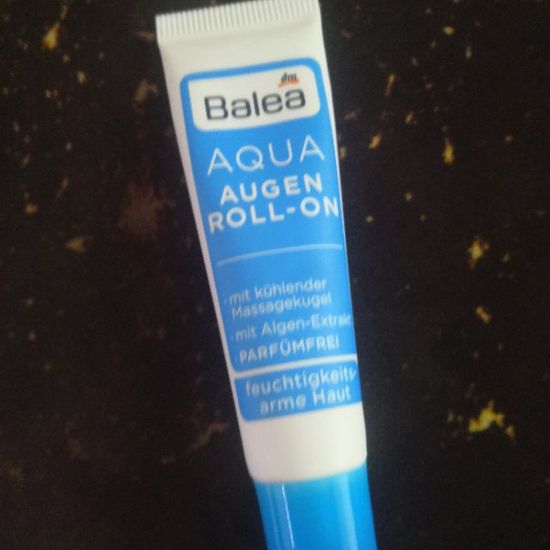 dm
Balea
AQUA
AUGEN
ROLL-ON
·mit kühlender
Massagekugel
·mit Algen-Extrakt
·PARFÜMFREI
feuchtigkeits-
arme Haut